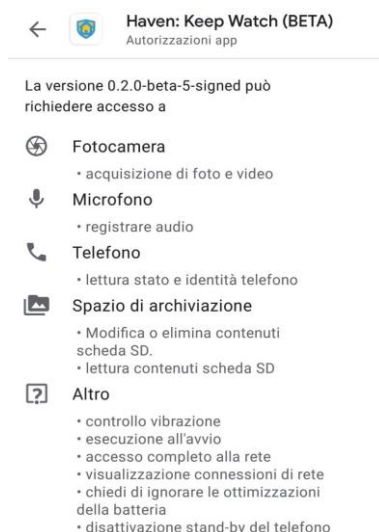 Haven: Keep Watch (BETA)
Autorizzazioni app
La versione 0.2.0-beta-5-signed può
richiedere accesso a
Fotocamera
• acquisizione di foto e video
Microfono
• registrare audio
Telefono
• lettura stato e identità telefono
Spazio di archiviazione
• Modifica o elimina contenuti
scheda SD.
• lettura contenuti scheda SD
Altro
• controllo vibrazione
• esecuzione all'avvio
• accesso completo alla rete
• visualizzazione connessioni di rete
• chiedi di ignorare le ottimizzazioni
della batteria
• disattivazione stand-by del telefono